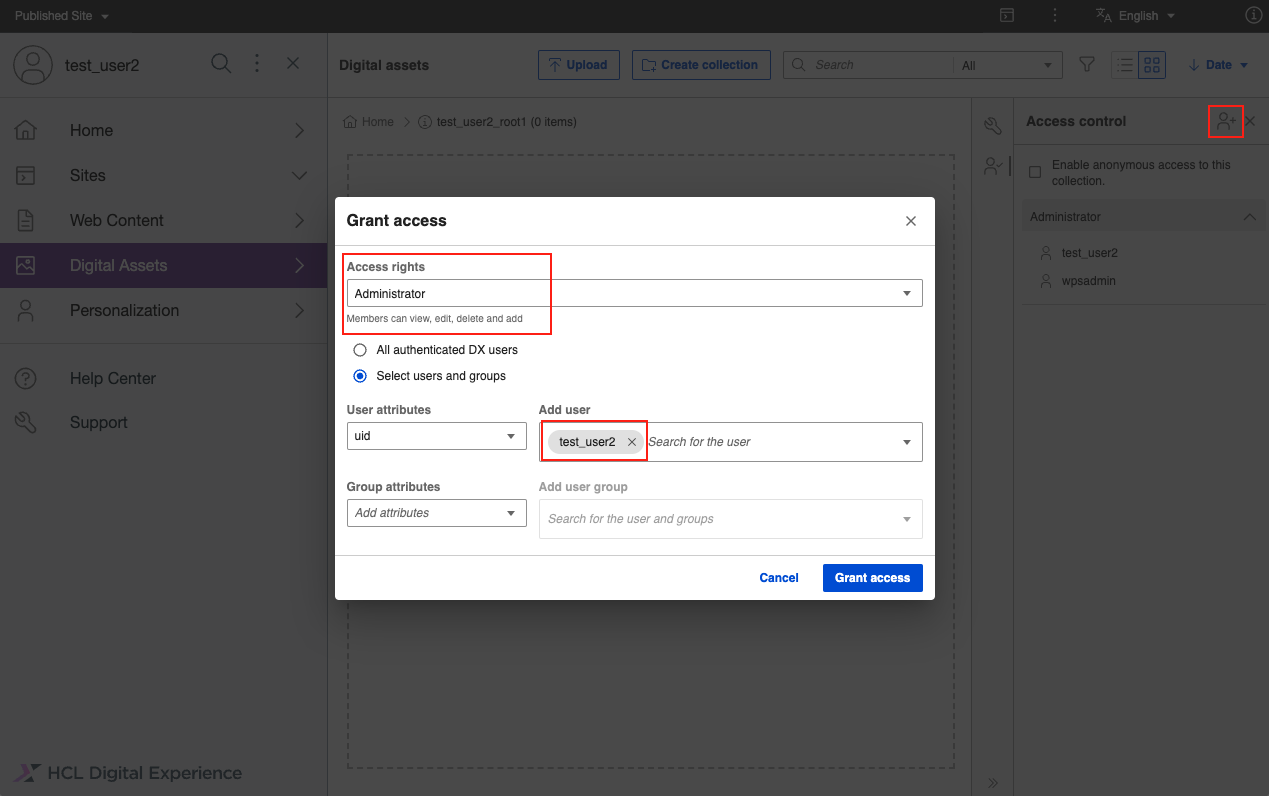 Published Site
English
test_user2
Digital assets
Upload
Create collection
Search
All
Date
Home
Sites
Web Content
Digital Assets
Personalization
Help Center
Support
HCL Digital Experience
Home
test_user2_root1 (0 items)
Access control
Enable anonymous access to this
collection.
Administrator
test_user2
wpsadmin
Grant access
Access rights
Administrator
Members can view, edit, delete and add
All authenticated DX users
Select users and groups
User attributes
Add user
uid
test_user2
Search for the user
Group attributes
Add user group
Add attributes
Search for the user and groups
Cancel
Grant access